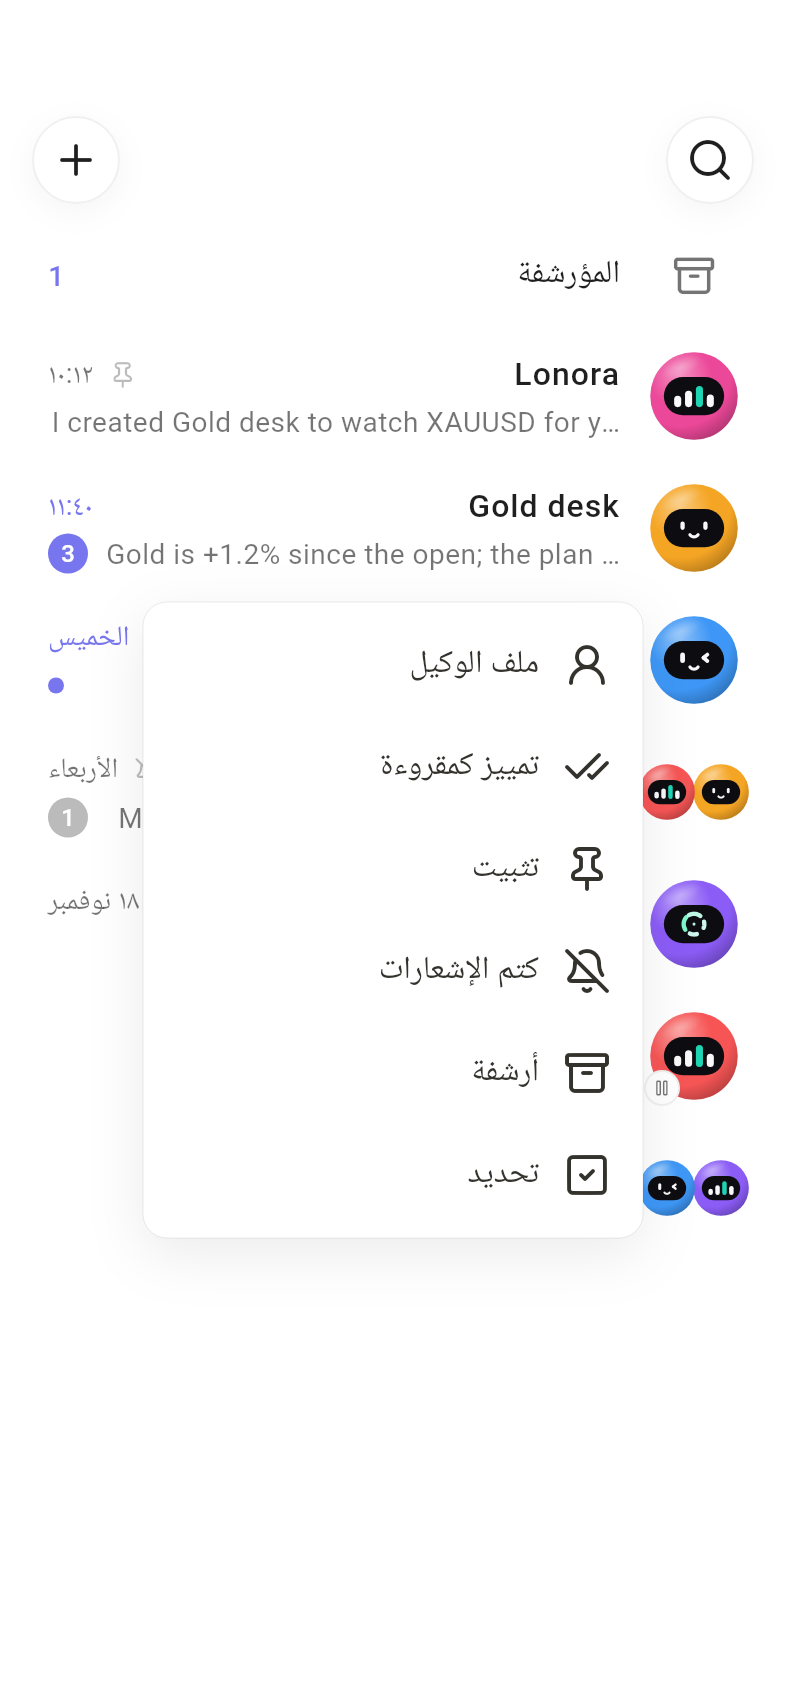 المؤرشفة
1
Lonora
١٠:١٢
I created Gold desk to watch XAUUSD for y…
Gold desk
١١:٤٠
Gold is +1.2% since the open; the plan …
3
الخميس
ملف الوكيل
تمييز كمقروءة
الأربعاء
1
M
تثبيت
١٨ نوفمبر
كتم الإشعارات
أرشفة
تحديد